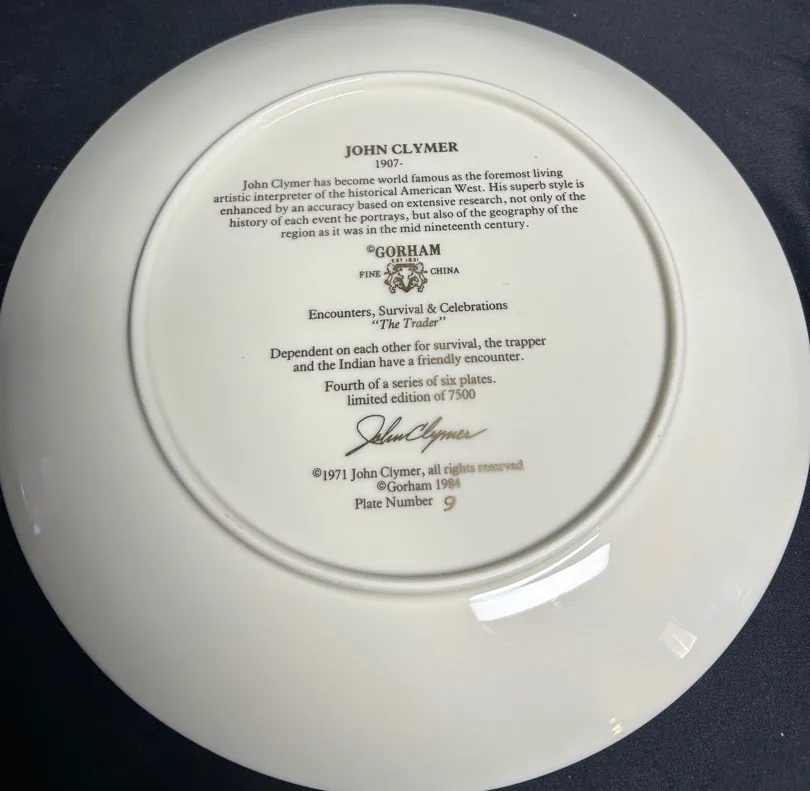 JOHN CLYMER
1907-
John Clymer has become world famous as the foremost living
artistic interpreter of the historical American West. His superb style is
enhanced by an accuracy based on extensive research, not only of the
history of each event he portrays, but also of the geography of the
region as it was in the mid nineteenth century.
©GORHAM
EST 1831
FINE CHINA
Encounters, Survival & Celebrations
"The Trader"
Dependent on each other for survival, the trapper
and the Indian have a friendly encounter.
Fourth of a series of six plates.
limited edition of 7500
John Clymer
©1971 John Clymer, all rights reserved
©Gorham 1984
Plate Number 9